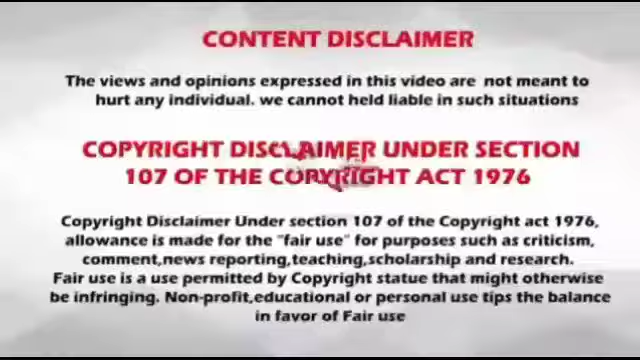 CONTENT DISCLAIMER
The views and opinions expressed in this video are not meant to
hurt any individual. we cannot held liable in such situations
COPYRIGHT DISCLAIMER UNDER SECTION
107 OF THE COPYRIGHT ACT 1976
Copyright Disclaimer Under section 107 of the Copyright act 1976,
allowance is made for the "fair use" for purposes such as criticism,
comment,news reporting,teaching,scholarship and research.
Fair use is a use permitted by Copyright statue that might otherwise
be infringing. Non-profit,educational or personal use tips the balance
in favor of Fair use